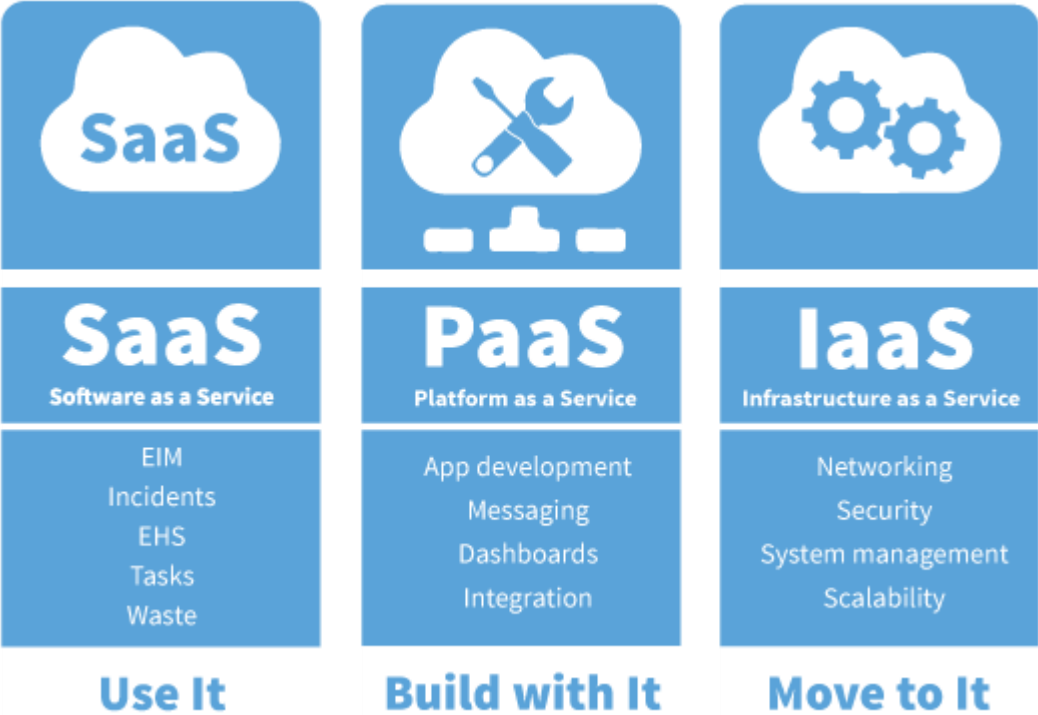 SaaS
SaaS
Software as a Service
EIM
Incidents
EHS
Tasks
Waste
Use It
PaaS
Platform as a Service
App development
Messaging
Dashboards
Integration
Build with It
IaaS
Infrastructure as a Service
Networking
Security
System management
Scalability
Move to It